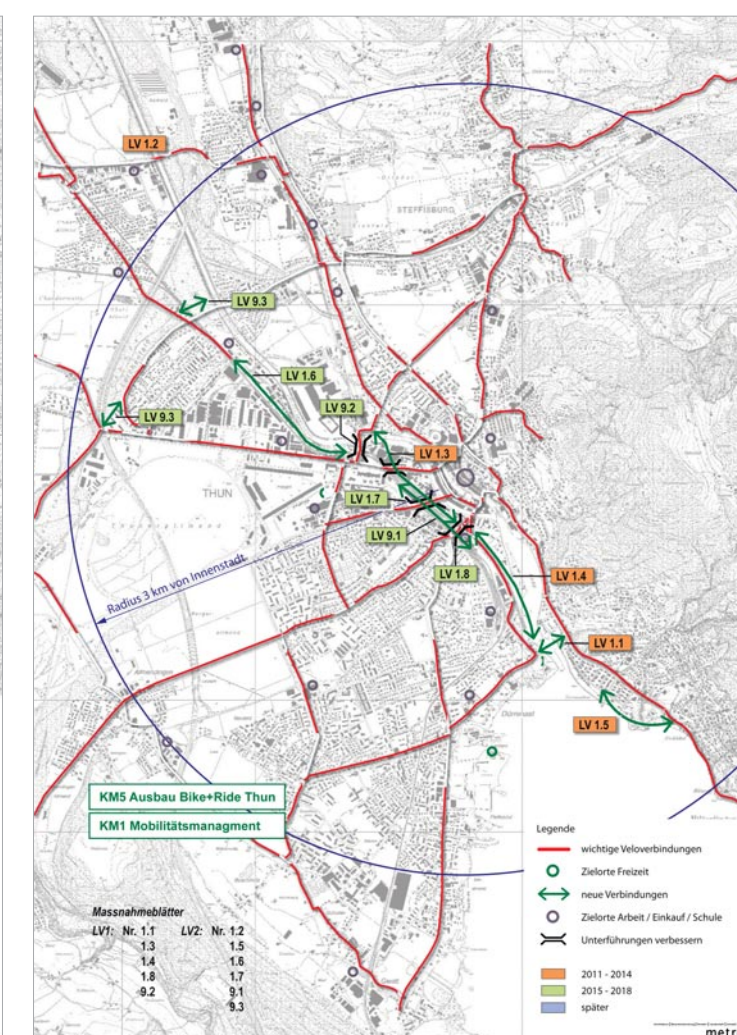 LV 1.2
STEFFISBURG
LV 9.3
LV 1.6
LV 9.2
LV 9.3
LV 1.3
THUN
LV 1.7
LV 9.1
LV 1.8
Radius 3 km von Innenstadt
LV 1.4
LV 1.1
LV 1.5
Dürrenast
KM5 Ausbau Bike+Ride Thun
KM1 Mobilitätsmanagment
Massnahmeblätter
LV1: Nr. 1.1 LV2: Nr. 1.2
1.3 1.5
1.4 1.6
1.8 1.7
9.2 9.1
9.3
Legende
wichtige Veloverbindungen
Zielorte Freizeit
neue Verbindungen
Zielorte Arbeit / Einkauf / Schule
Unterführungen verbessern
2011 - 2014
2015 - 2018
später
metr